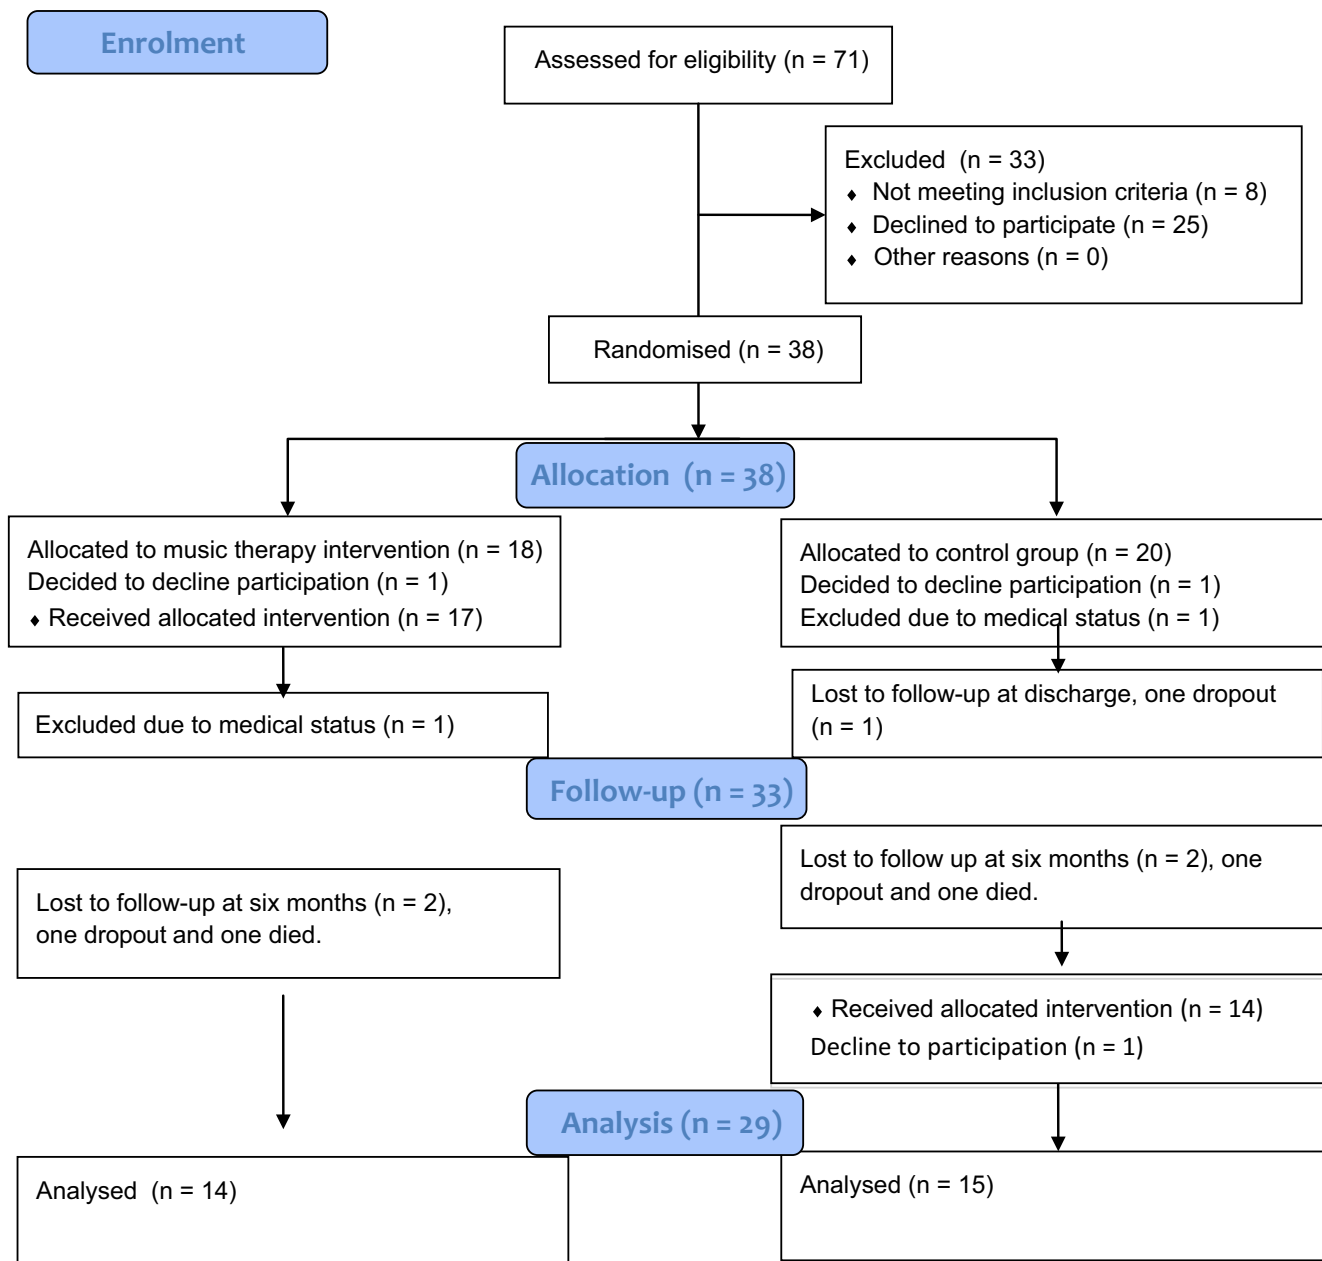 Enrolment
Assessed for eligibility (n = 71)
Excluded (n = 33)
⬧ Not meeting inclusion criteria (n = 8)
⬧ Declined to participate (n = 25)
⬧ Other reasons (n = 0)
Randomised (n = 38)
Allocation (n = 38)
Allocated to music therapy intervention (n = 18)
Decided to decline participation (n = 1)
⬧ Received allocated intervention (n = 17)
Allocated to control group (n = 20)
Decided to decline participation (n = 1)
Excluded due to medical status (n = 1)
Excluded due to medical status (n = 1)
Lost to follow-up at discharge, one dropout
(n = 1)
Follow-up (n = 33)
Lost to follow-up at six months (n = 2),
one dropout and one died.
Lost to follow up at six months (n = 2), one
dropout and one died.
⬧ Received allocated intervention (n = 14)
Decline to participation (n = 1)
Analysis (n = 29)
Analysed (n = 14)
Analysed (n = 15)